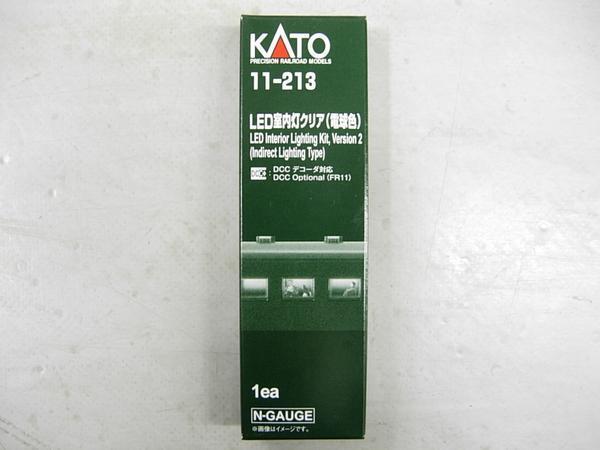 KATO
PRECISION RAILROAD MODELS
11-213
LED室内灯クリア(電球色)
LED Interior Lighting Kit, Version 2
(Indirect Lighting Type)
DCC : DCC デコーダ対応
DCC Optional (FR11)
1ea
N-GAUGE
※画像はイメージです。